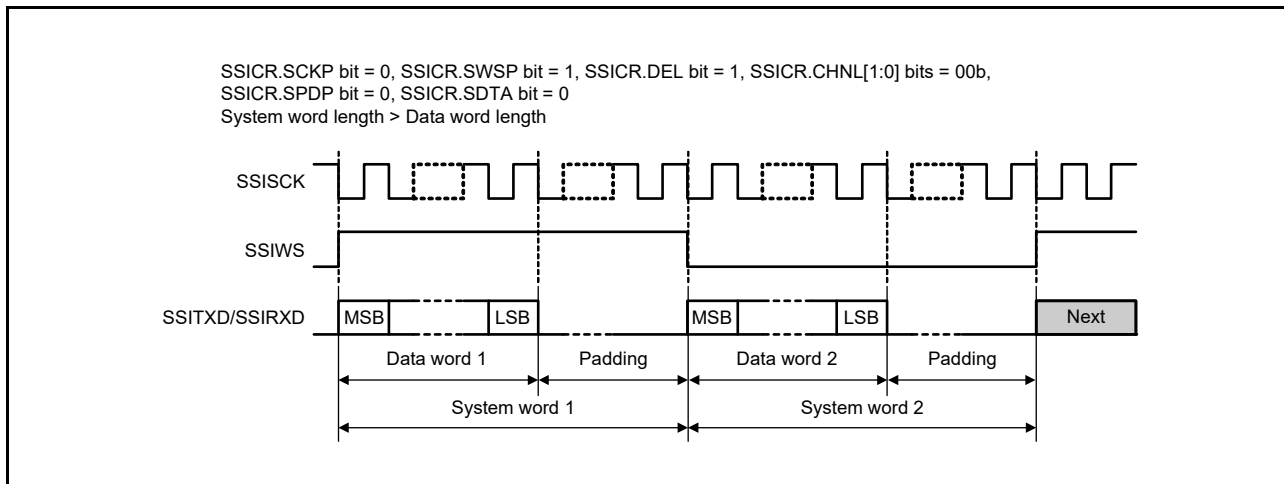 SSICR.SCKP bit = 0, SSICR.SWSP bit = 1, SSICR.DEL bit = 1, SSICR.CHNL[1:0] bits = 00b,
SSICR.SPDP bit = 0, SSICR.SDTA bit = 0
System word length > Data word length
SSISCK
SSIWS
SSITXD/SSIRXD MSB LSB MSB LSB Next
Data word 1 Padding Data word 2 Padding
System word 1 System word 2